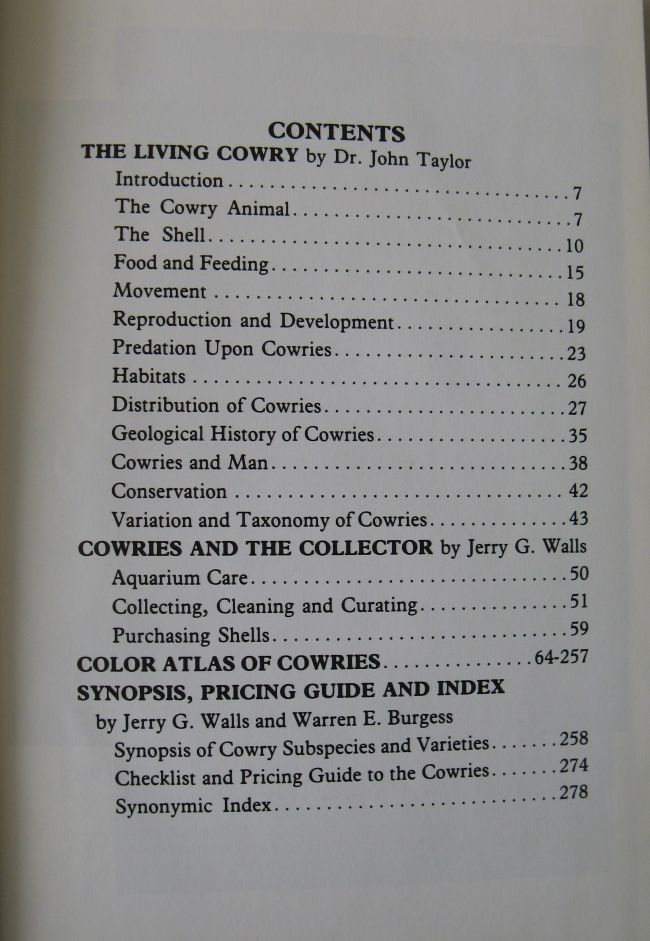 CONTENTS
THE LIVING COWRY by Dr. John Taylor
Introduction . . . . . . . . . . . . . . . . . . . . . . . . . . . . . . . . . 7
The Cowry Animal. . . . . . . . . . . . . . . . . . . . . . . . . . . 7
The Shell. . . . . . . . . . . . . . . . . . . . . . . . . . . . . . . . . . 10
Food and Feeding. . . . . . . . . . . . . . . . . . . . . . . . . . . . 15
Movement . . . . . . . . . . . . . . . . . . . . . . . . . . . . . . . . . 18
Reproduction and Development. . . . . . . . . . . . . . . . 19
Predation Upon Cowries. . . . . . . . . . . . . . . . . . . . . . 23
Habitats . . . . . . . . . . . . . . . . . . . . . . . . . . . . . . . . . . . 26
Distribution of Cowries. . . . . . . . . . . . . . . . . . . . . . . 27
Geological History of Cowries. . . . . . . . . . . . . . . . . . 35
Cowries and Man. . . . . . . . . . . . . . . . . . . . . . . . . . . . 38
Conservation . . . . . . . . . . . . . . . . . . . . . . . . . . . . . . . 42
Variation and Taxonomy of Cowries. . . . . . . . . . . . . 43
COWRIES AND THE COLLECTOR by Jerry G. Walls
Aquarium Care. . . . . . . . . . . . . . . . . . . . . . . . . . . . . . 50
Collecting, Cleaning and Curating. . . . . . . . . . . . . . 51
Purchasing Shells. . . . . . . . . . . . . . . . . . . . . . . . . . . . 59
COLOR ATLAS OF COWRIES. . . . . . . . . . . . . . 64-257
SYNOPSIS, PRICING GUIDE AND INDEX
by Jerry G. Walls and Warren E. Burgess
Synopsis of Cowry Subspecies and Varieties. . . . . . . 258
Checklist and Pricing Guide to the Cowries. . . . . . . 274
Synonymic Index. . . . . . . . . . . . . . . . . . . . . . . . . . . 278